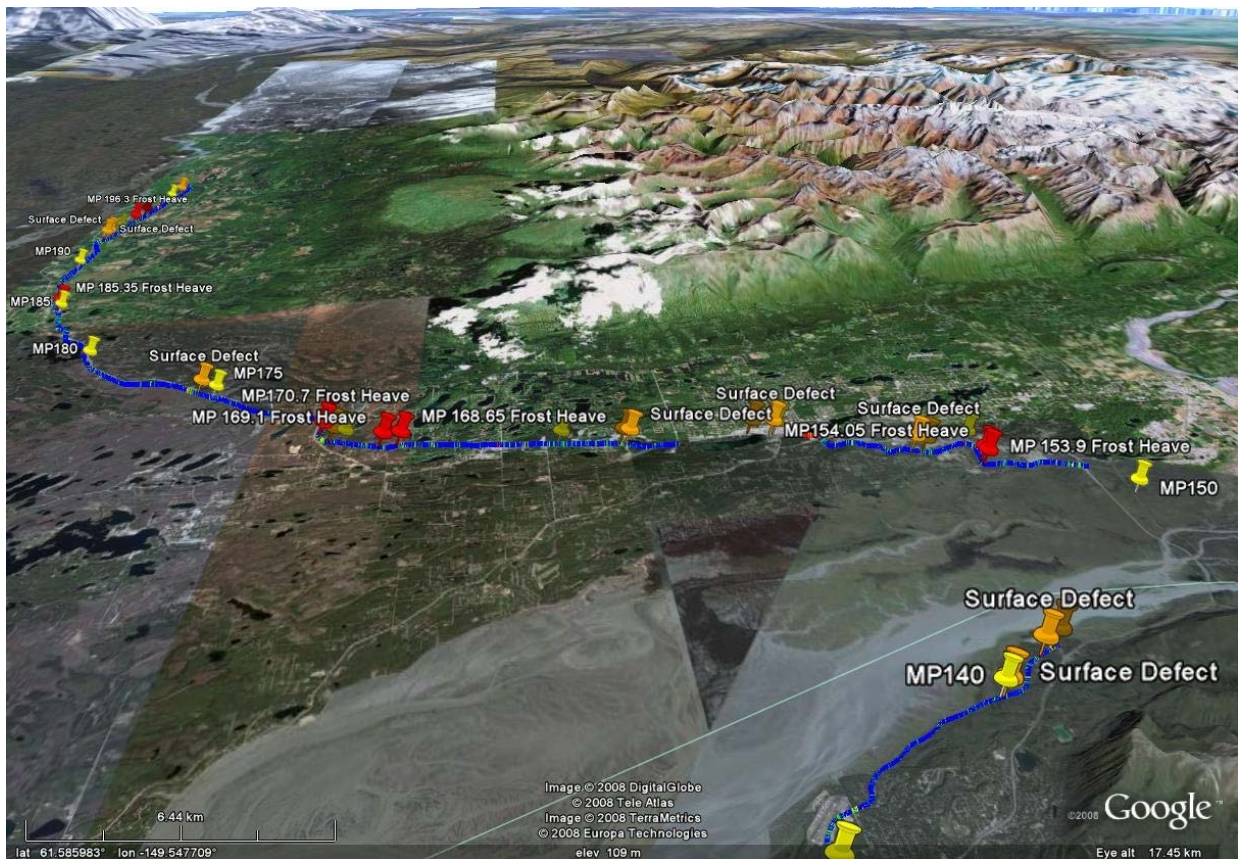 MP 196.3 Frost Heave
Surface Defect
Surface Defect
MP190
MP 185.35 Frost Heave
MP185
MP180
Surface Defect
MP175
MP170.7 Frost Heave
MP 169.1 Frost Heave
MP 168.65 Frost Heave
Surface Defect
Surface Defect
Surface Defect
MP 154.05 Frost Heave
MP 153.9 Frost Heave
MP150
Surface Defect
MP140
Surface Defect
Image © 2008 DigitalGlobe
© 2008 Tele Atlas
Image © 2008 TerraMetrics
© 2008 Europa Technologies
©2008 Google™
6.44 km
lat 61.585983° lon -149.547709°
elev 109 m
Eye alt 17.45 km